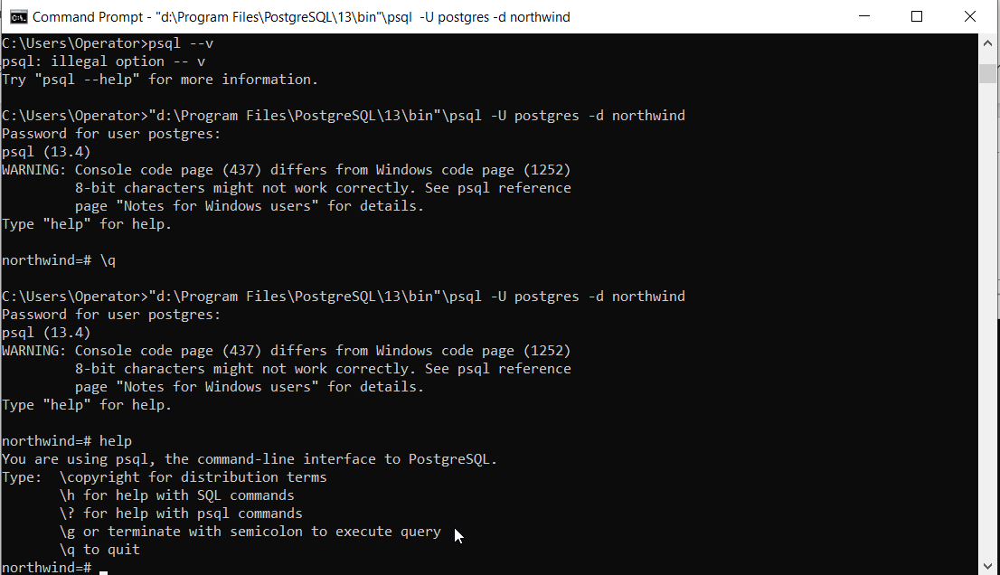 Command Prompt - "d:\Program Files\PostgreSQL\13\bin"\psql  -U postgres -d northwind
C:\Users\Operator>psql --v
psql: illegal option -- v
Try "psql --help" for more information.
C:\Users\Operator>"d:\Program Files\PostgreSQL\13\bin"\psql -U postgres -d northwind
Password for user postgres:
psql (13.4)
WARNING: Console code page (437) differs from Windows code page (1252)
         8-bit characters might not work correctly. See psql reference
         page "Notes for Windows users" for details.
Type "help" for help.
northwind=# \q
C:\Users\Operator>"d:\Program Files\PostgreSQL\13\bin"\psql -U postgres -d northwind
Password for user postgres:
psql (13.4)
WARNING: Console code page (437) differs from Windows code page (1252)
         8-bit characters might not work correctly. See psql reference
         page "Notes for Windows users" for details.
Type "help" for help.
northwind=# help
You are using psql, the command-line interface to PostgreSQL.
Type:  \copyright for distribution terms
       \h for help with SQL commands
       \? for help with psql commands
       \g or terminate with semicolon to execute query
       \q to quit
northwind=#